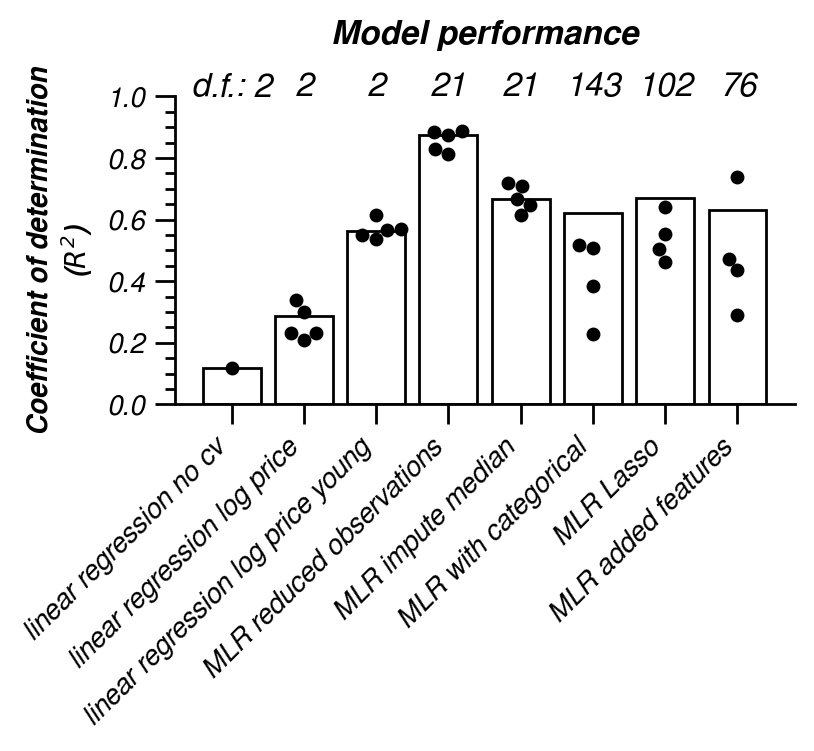 Model performance
d.f.: 2 2 2 21 21 143 102 76
Coefficient of determination
(R²)
1.0
0.8
0.6
0.4
0.2
0.0
linear regression no cv
linear regression log price
linear regression log price young
MLR reduced observations
MLR impute median
MLR with categorical
MLR Lasso
MLR added features